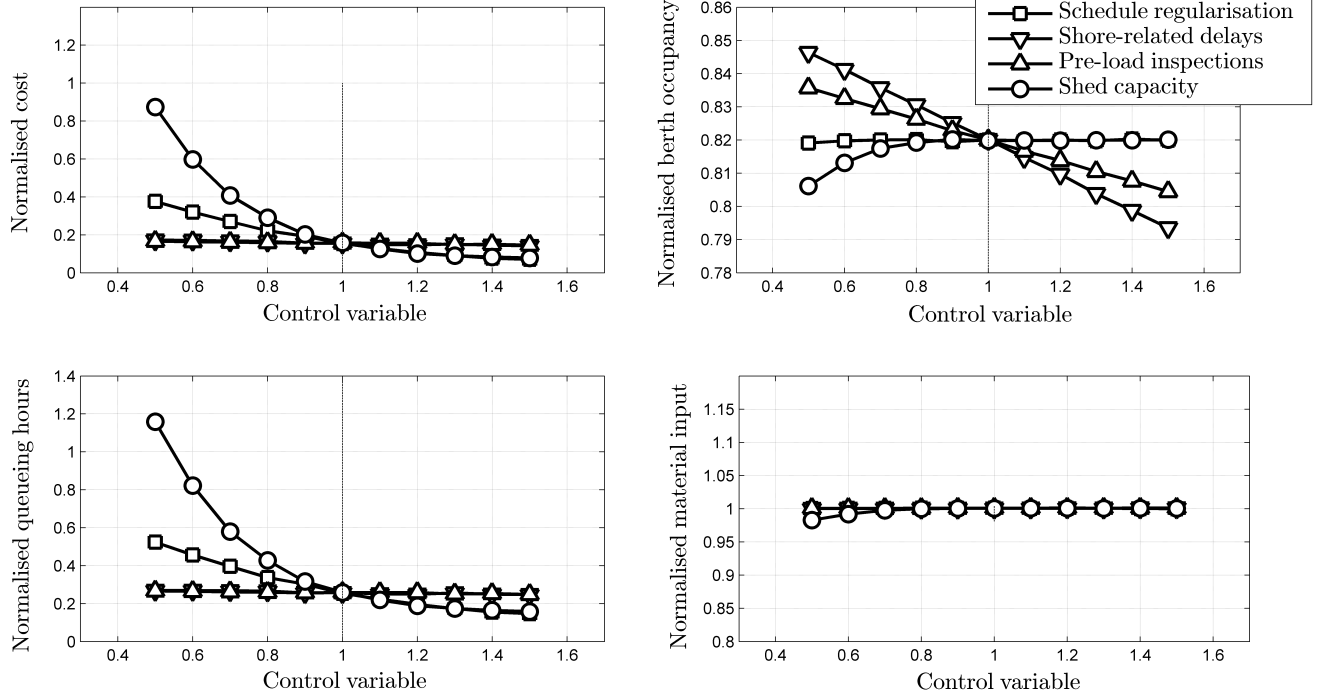 Normalised cost
1.2
1
0.8
0.6
0.4
0.2
0
0.4 0.6 0.8 1 1.2 1.4 1.6
Control variable
Normalised berth occupancy
0.86
0.85
0.84
0.83
0.82
0.81
0.8
0.79
0.78
0.4 0.6 0.8 1 1.2 1.4 1.6
Control variable
Schedule regularisation
Shore-related delays
Pre-load inspections
Shed capacity
Normalised queueing hours
1.4
1.2
1
0.8
0.6
0.4
0.2
0
0.4 0.6 0.8 1 1.2 1.4 1.6
Control variable
Normalised material input
1.15
1.1
1.05
1
0.95
0.9
0.85
0.8
0.4 0.6 0.8 1 1.2 1.4 1.6
Control variable